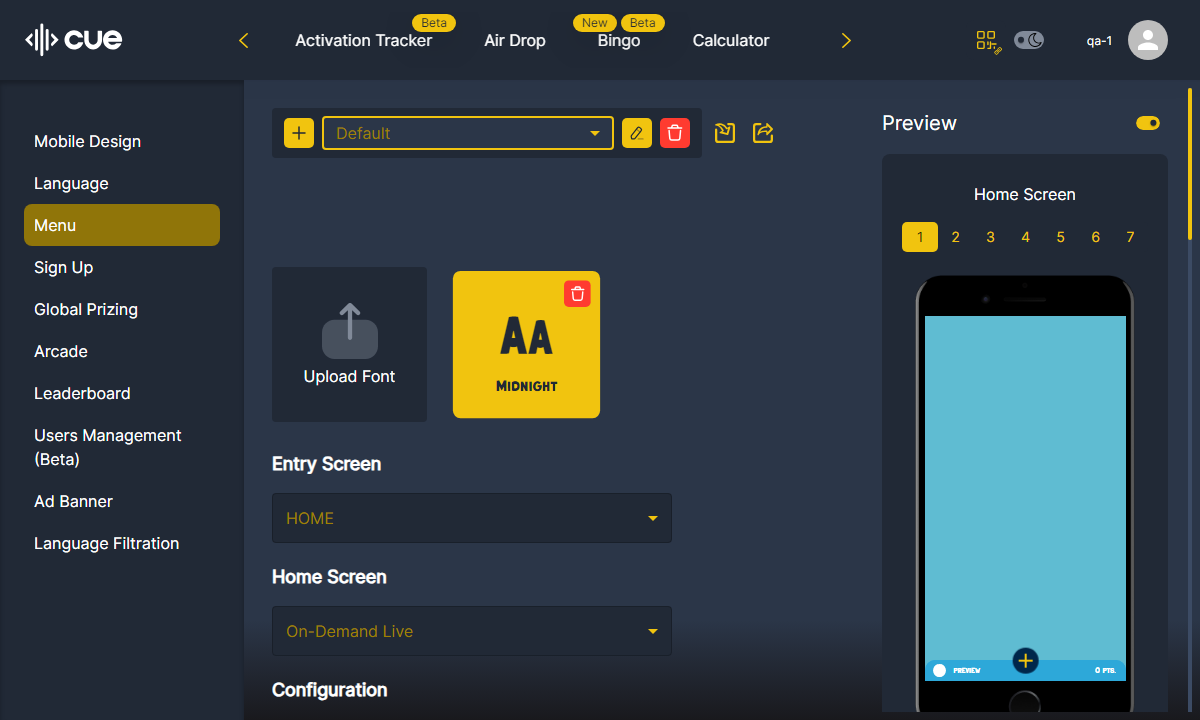 cue
Activation Tracker
Beta
Air Drop
New
Beta
Bingo
Calculator
qa-1
Mobile Design
Language
Menu
Sign Up
Global Prizing
Arcade
Leaderboard
Users Management
(Beta)
Ad Banner
Language Filtration
Default
Upload Font
AA
MIDNIGHT
Entry Screen
HOME
Home Screen
On-Demand Live
Configuration
Preview
Home Screen
1 2 3 4 5 6 7
PREVIEW
0 PTS.